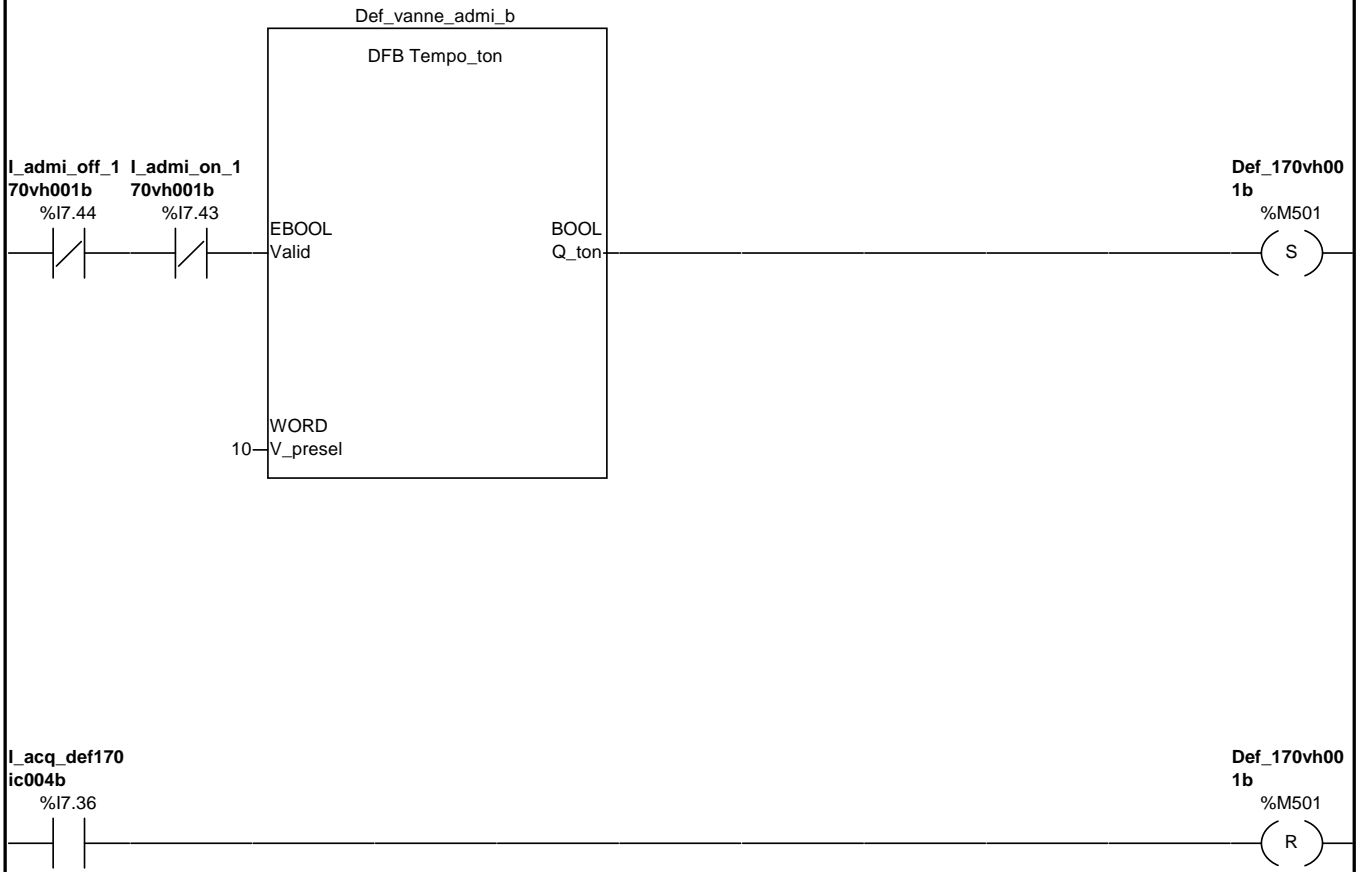 Def_vanne_admi_b
DFB Tempo_ton
I_admi_off_1
70vh001b
%I7.44
I_admi_on_1
70vh001b
%I7.43
EBOOL
Valid
BOOL
Q_ton
Def_170vh00
1b
%M501
S
WORD
10
V_presel
I_acq_def170
ic004b
%I7.36
Def_170vh00
1b
%M501
R